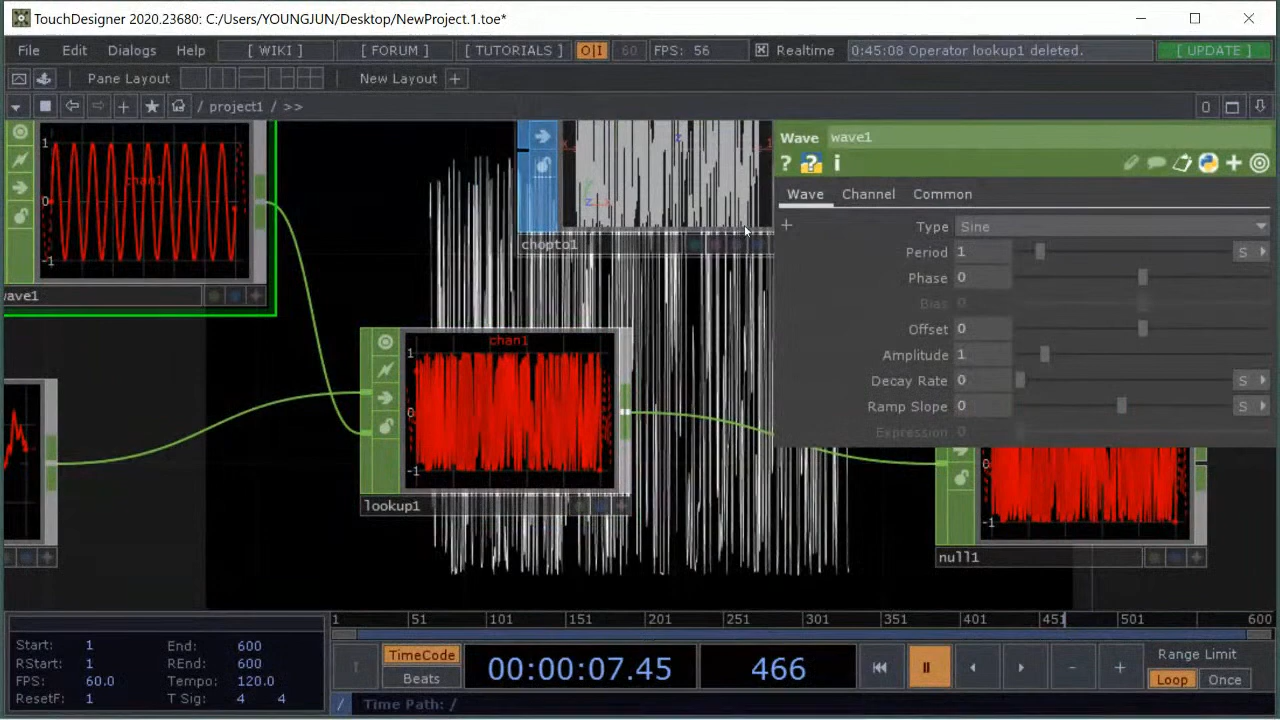 TouchDesigner 2020.23680: C:/Users/YOUNGJUN/Desktop/NewProject.1.toe*
File Edit Dialogs Help [ WIKI ] [ FORUM ] [ TUTORIALS ] O|I 60 FPS: 56 Realtime 0:45:08 Operator lookup1 deleted. [ UPDATE ]
Pane Layout New Layout +
/ project1 / >> 0
1
chan1
0
-1
wave1
chopto1
Wave wave1
? ? i
Wave Channel Common
Type Sine
Period 1 S
Phase 0
Bias 0
Offset 0
Amplitude 1
Decay Rate 0 S
Ramp Slope 0 S
Expression 0
chan1
1
0
-1
lookup1
0
-1
null1
1 51 101 151 201 251 301 351 401 451 501 600
Start: 1 End: 600
RStart: 1 REnd: 600
FPS: 60.0 Tempo: 120.0
ResetF: 1 T Sig: 4 4
TimeCode
Beats
00:00:07.45 466
Range Limit
Loop Once
/ Time Path: /